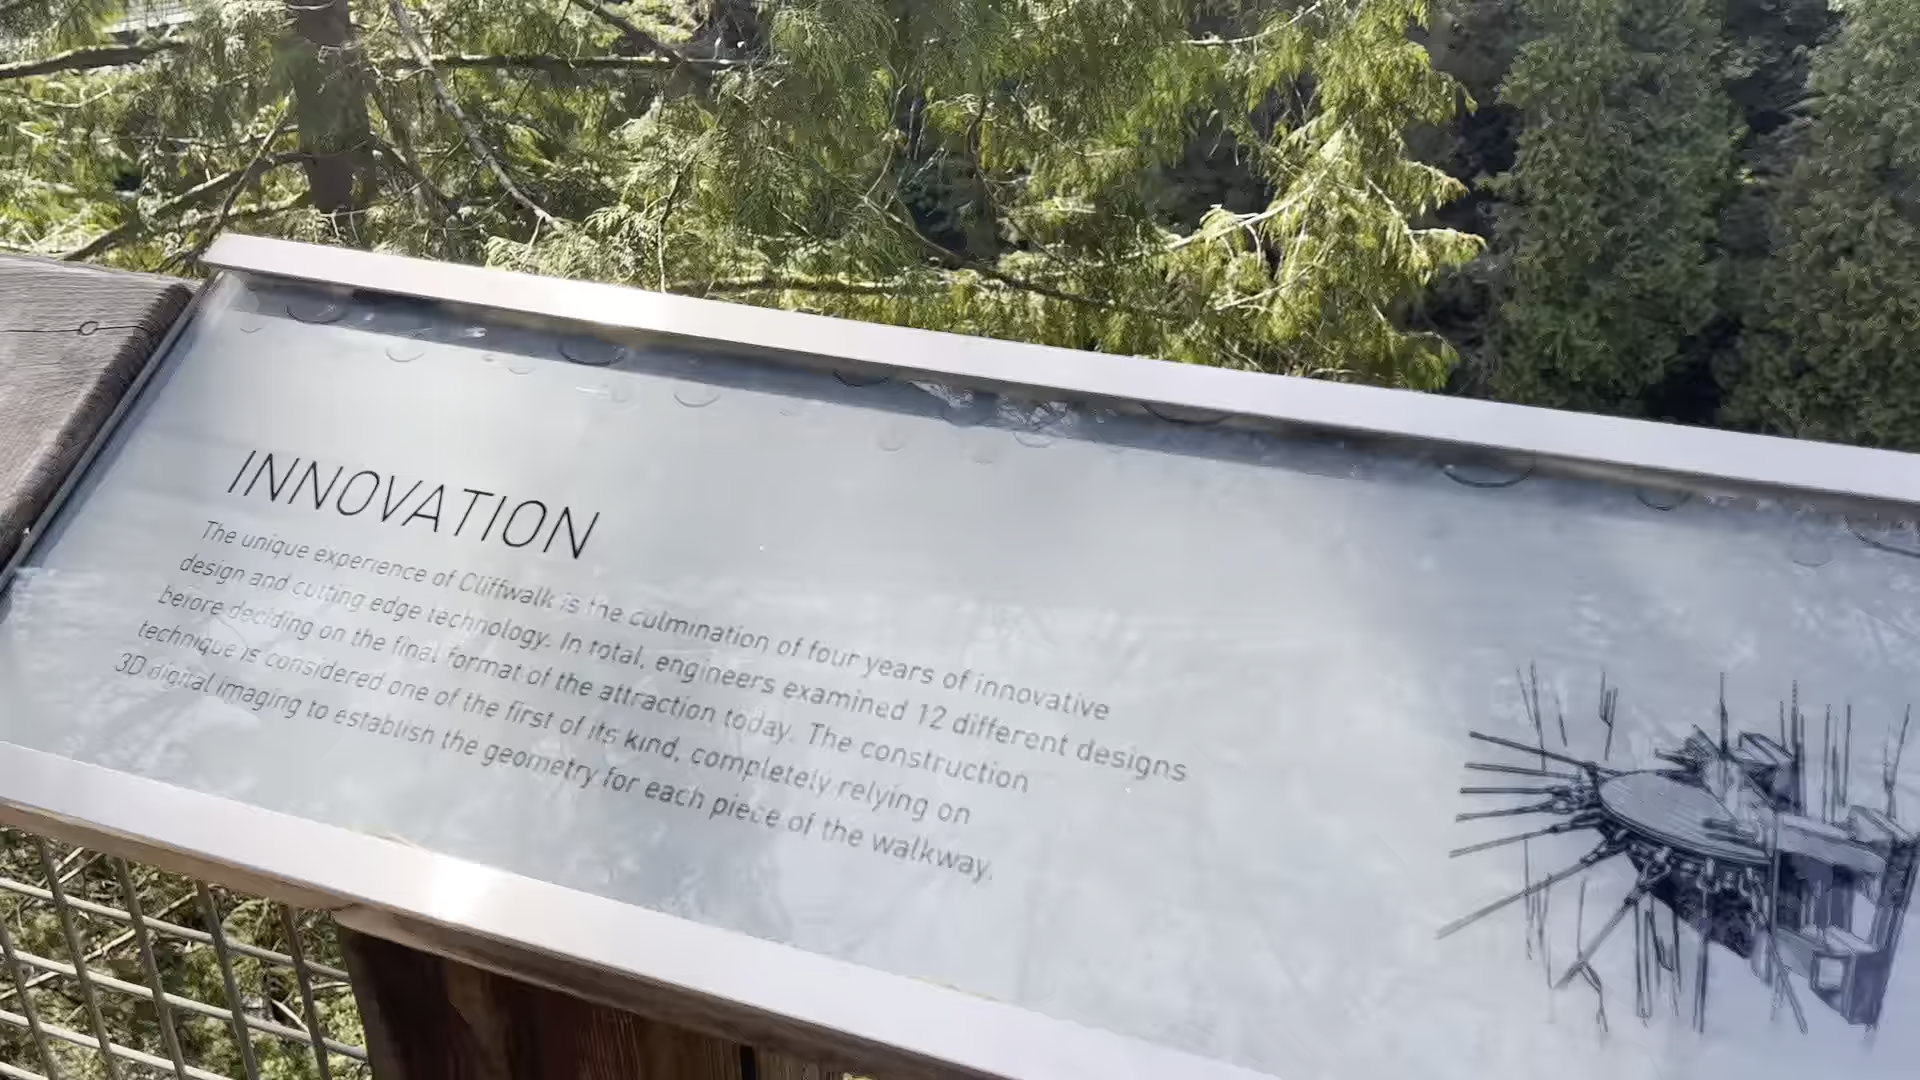 INNOVATION
The unique experience of Cliffwalk is the culmination of four years of innovative
design and cutting edge technology. In total, engineers examined 12 different designs
before deciding on the final format of the attraction today. The construction
technique is considered one of the first of its kind, completely relying on
3D digital imaging to establish the geometry for each piece of the walkway.